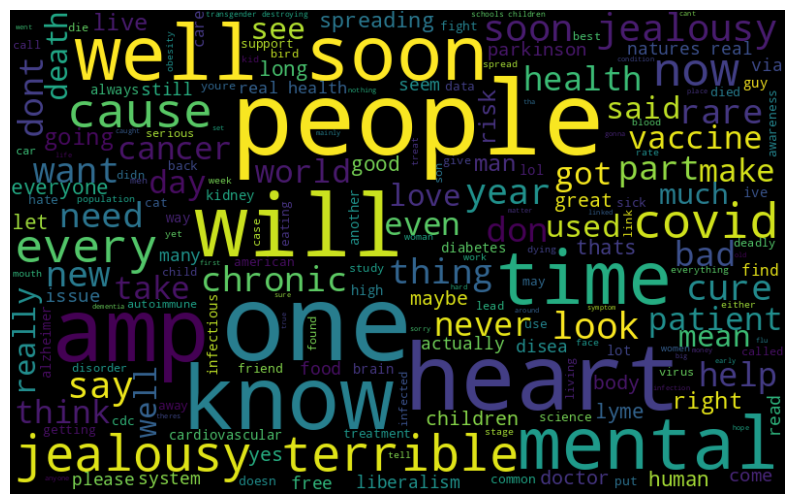 transgender destroying
schools children
cant
went
die
live
spreading
fight
well
soon
see
care
support
call
obesity
bird
best
spread
kid
condition
soon
jealousy
parkinson
natures real
now
via
dont
death
always
still
youre
real health
nothing
long
seem
data
health
died
guy
place
cause
people
risk
said
rare
awareness
car
serious
going
cancer
world
good
mainly
treat
son
blood
rate
tha
gonna
vaccine
want
day
back
man
lol
give
got
part
make
everyone
didn
men
week
kidney
love
year
great
sick
ive
hate
population
cat
another
much
let
need
way
will
even
don
used
link
linked
covid
yet
case
eating
woman
matter
thats
every
many
american
diabetes
dying
bad
deadly
mouth
child
first
study
work
everything
find
new
take
chronic
thing
time
cure
issue
dementia
autoimmune
sure
high
hard
may
symptom
either
really
alzheimer
infectious
found
true
maybe
lead
use
never
look
patient
amp
one
sorry
around
actually
disea
mean
flu
disorder
friend
face
women
big
money
called
early
say
know
food
brain
infected
heart
lot
living
virus
infection
help
think
well
away
getting
theres
body
cdc
children
science
lyme
right
read
cardiovascular
treatment
stage
hope
jealousy
terrible
mental
yes
tell
please
system
doesn
free
liberalism
common
doctor
put
human
come